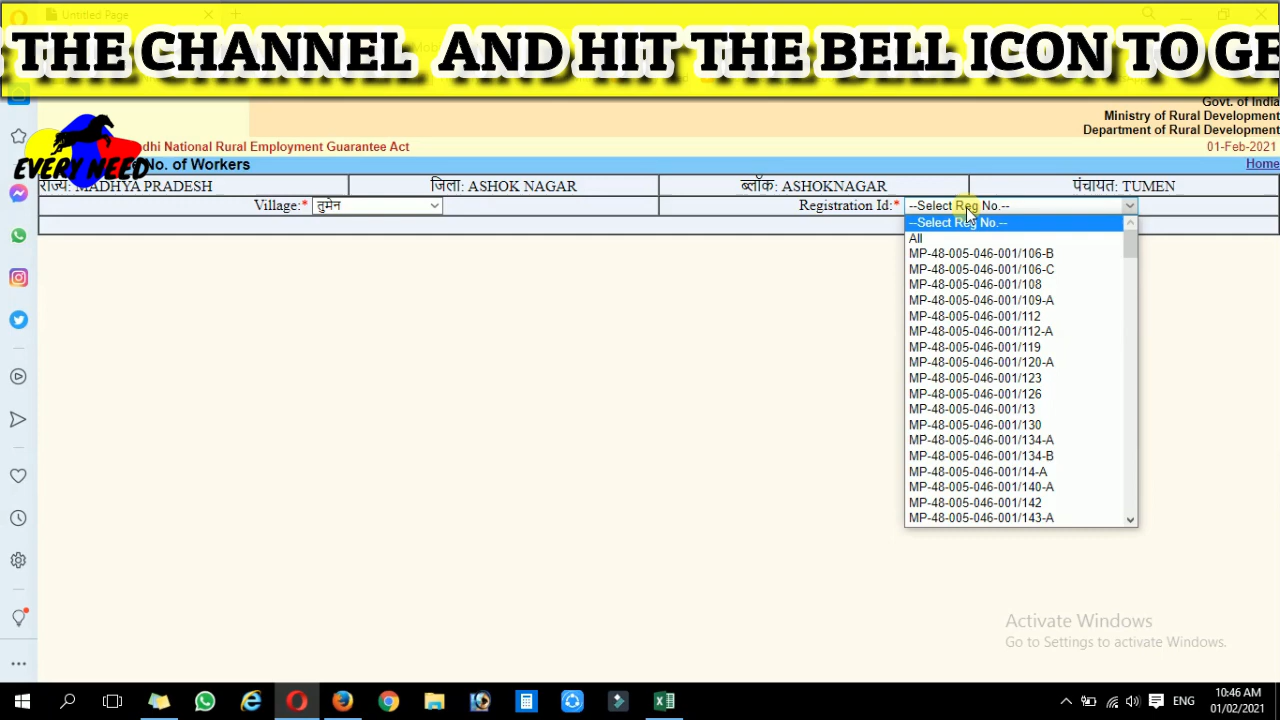 Untitled Page
THE CHANNEL AND HIT THE BELL ICON TO GE
Govt. of India
Ministry of Rural Development
Department of Rural Development
dhi National Rural Employment Guarantee Act
01-Feb-2021
EVERY NEED
No. of Workers
Home
राज्य: MADHYA PRADESH
जिला: ASHOK NAGAR
ब्लॉक: ASHOKNAGAR
पंचायत: TUMEN
Village:* तुमेन
Registration Id:* --Select Reg No.--
--Select Reg No.--
All
MP-48-005-046-001/106-B
MP-48-005-046-001/106-C
MP-48-005-046-001/108
MP-48-005-046-001/109-A
MP-48-005-046-001/112
MP-48-005-046-001/112-A
MP-48-005-046-001/119
MP-48-005-046-001/120-A
MP-48-005-046-001/123
MP-48-005-046-001/126
MP-48-005-046-001/13
MP-48-005-046-001/130
MP-48-005-046-001/134-A
MP-48-005-046-001/134-B
MP-48-005-046-001/14-A
MP-48-005-046-001/140-A
MP-48-005-046-001/142
MP-48-005-046-001/143-A
Activate Windows
Go to Settings to activate Windows.
ENG
10:46 AM
01/02/2021